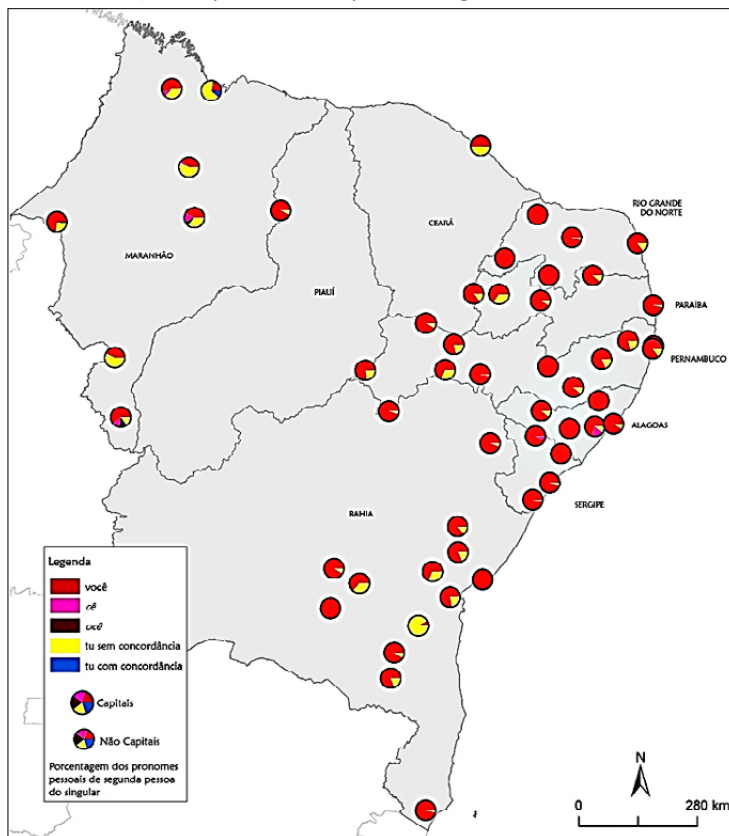 RIO GRANDE
DO NORTE
CEARÁ
MARANHÃO
PIAUÍ
PARAÍBA
PERNAMBUCO
ALAGOAS
SERGIPE
BAHIA
Legenda
você
cê
ocê
tu sem concordância
tu com concordância
Capitais
Não Capitais
Porcentagem dos pronomes
pessoais de segunda pessoa
do singular
N
0 280 km